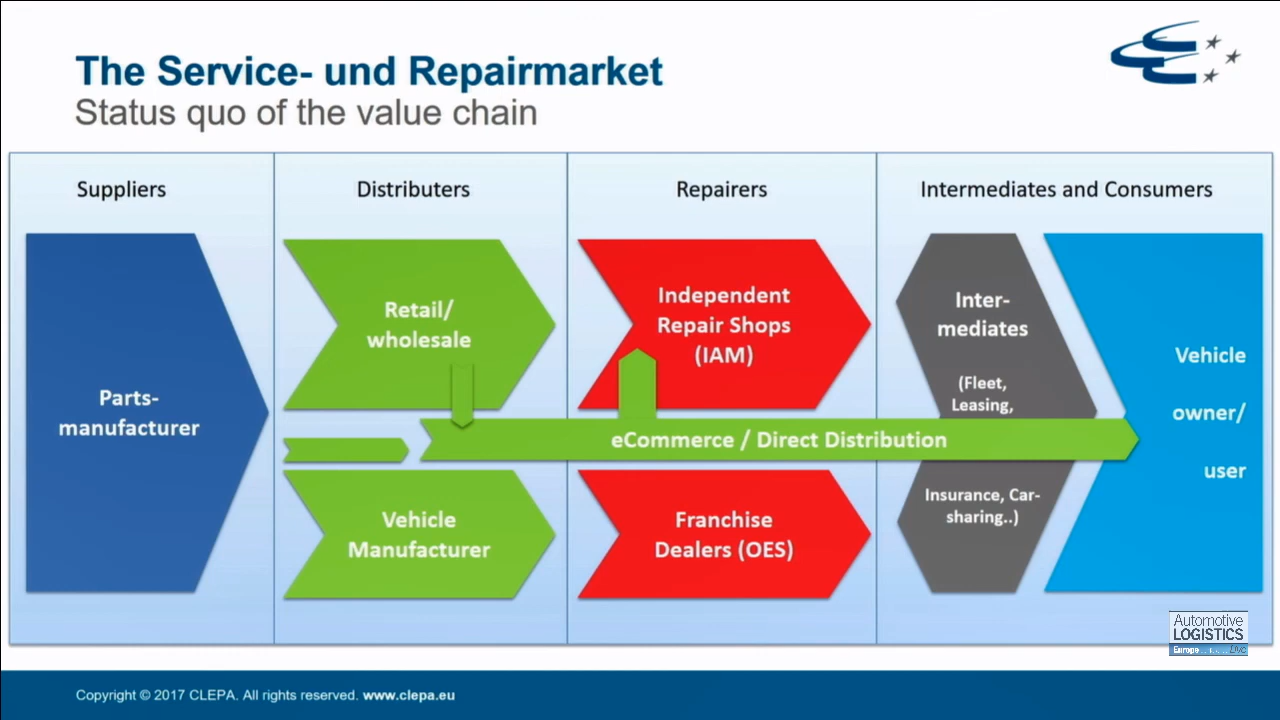 The Service- und Repairmarket
Status quo of the value chain
Suppliers
Distributers
Repairers
Intermediates and Consumers
Parts-
manufacturer
Retail/
wholesale
Independent
Repair Shops
(IAM)
Inter-
mediates
(Fleet,
Leasing,
Vehicle
owner/
user
eCommerce / Direct Distribution
Vehicle
Manufacturer
Franchise
Dealers (OES)
Insurance, Car-
sharing..)
Automotive
LOGISTICS
Europe
Copyright © 2017 CLEPA. All rights reserved. www.clepa.eu